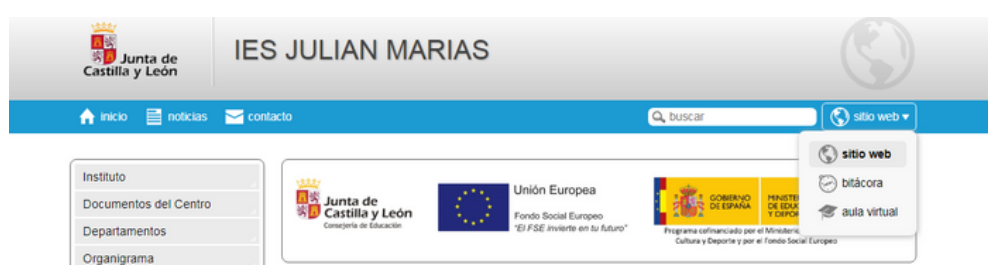 Junta de
Castilla y León
IES JULIAN MARIAS
inicio noticias contacto
buscar
sitio web
sitio web
bitácora
aula virtual
Instituto
Documentos del Centro
Departamentos
Organigrama
Junta de
Castilla y León
Consejería de Educación
Unión Europea
Fondo Social Europeo
"El FSE invierte en tu futuro"
GOBIERNO
DE ESPAÑA
Programa cofinanciado por el
Cultura y Deporte y por el Fondo Social Europeo